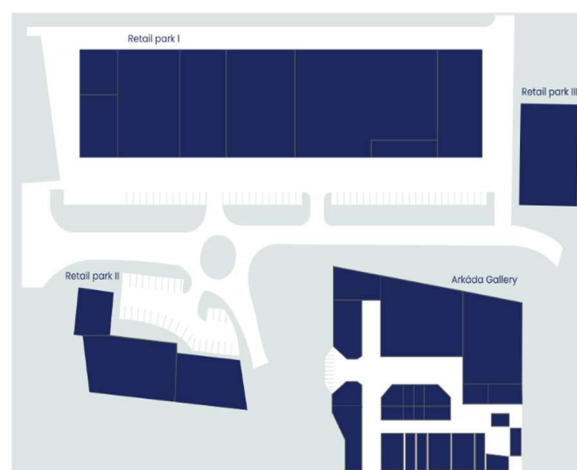 Retail park I
Retail park III
Retail park II
Arkáda Gallery